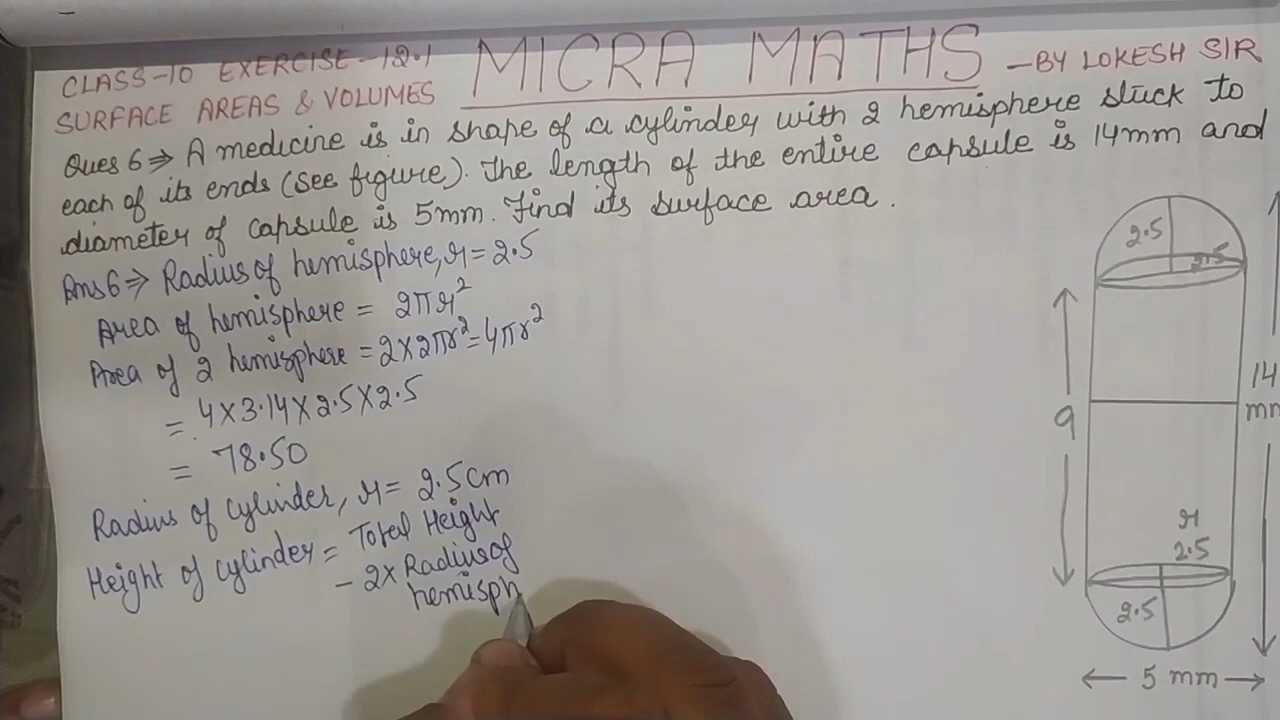 CLASS-10 EXERCISE-12.1 MICRA MATHS -BY LOKESH SIR
SURFACE AREAS & VOLUMES
Ques 6⇒ A medicine is in shape of a cylinder with 2 hemisphere stuck to
each of its ends (see figure). The length of the entire capsule is 14mm and
diameter of capsule is 5mm. Find its surface area.
Ans6⇒ Radius of hemisphere, r = 2.5
Area of hemisphere = 2πr²
Area of 2 hemisphere = 2×2πr² = 4πr²
= 4×3.14×2.5×2.5
= 78.50
Radius of cylinder, r = 2.5cm
Height of cylinder = Total Height
- 2× Radius of
hemisph
2.5
2.5
9
14
mm
r
2.5
2.5
5 mm